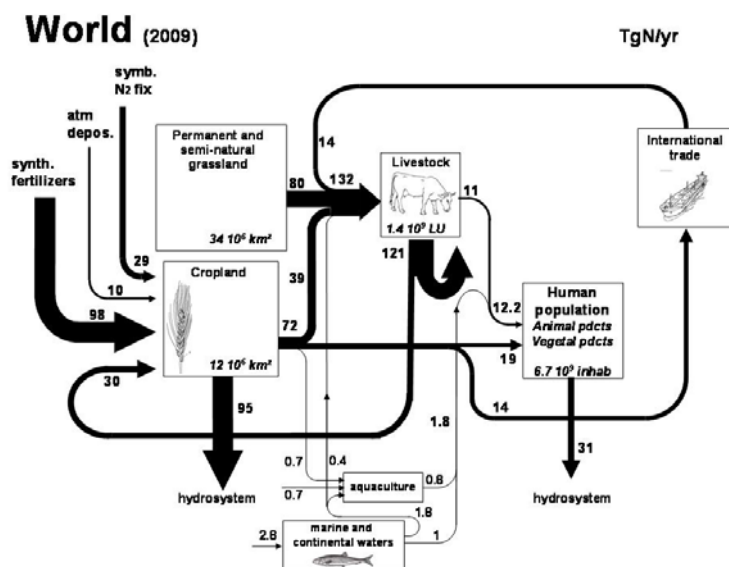 World (2009)
TgN/yr
symb.
N2 fix
atm
depos.
synth.
fertilizers
Permanent and
semi-natural
grassland
34 10⁶ km²
80
14
132
Livestock
1.4 10⁹ LU
11
International
trade
121
29
10
98
30
Cropland
12 10⁶ km²
39
72
95
12.2
Human
population
Animal pdcts
Vegetal pdcts
6.7 10⁹ inhab
19
14
31
1.8
0.7
0.4
0.7
aquaculture
0.8
hydrosystem
hydrosystem
1.8
2.8
marine and
continental waters
1